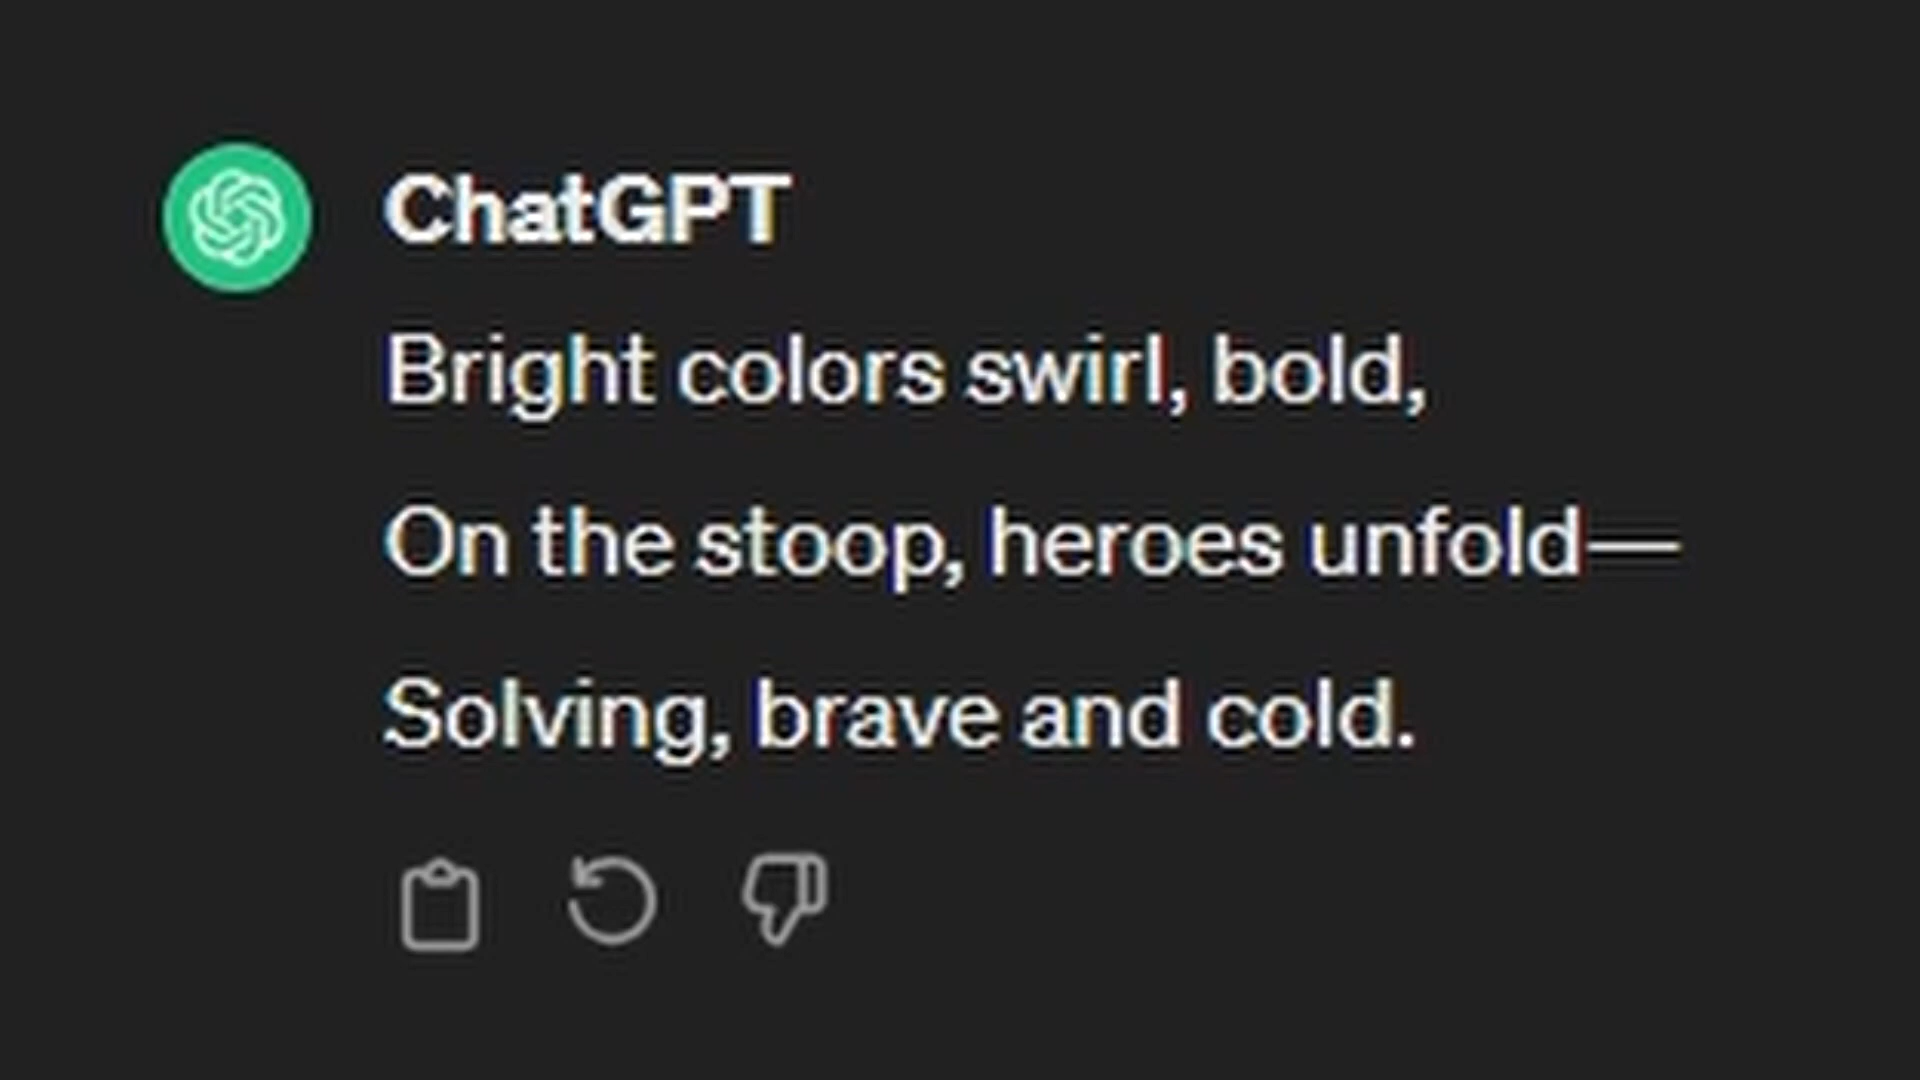 ChatGPT
Bright colors swirl, bold,
On the stoop, heroes unfold—
Solving, brave and cold.